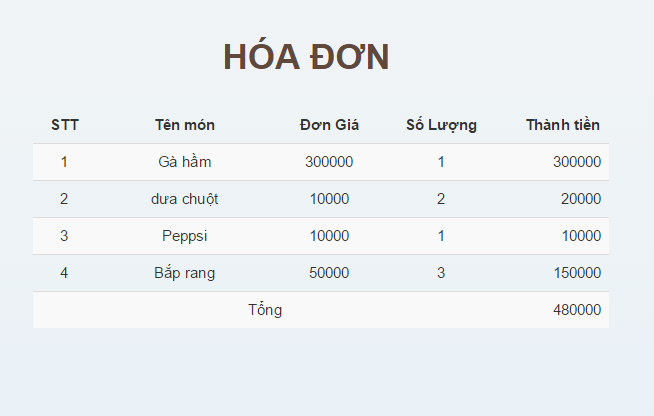 HÓA ĐƠN
STT Tên món Đơn Giá Số Lượng Thành tiền
1 Gà hầm 300000 1 300000
2 dưa chuột 10000 2 20000
3 Peppsi 10000 1 10000
4 Bắp rang 50000 3 150000
Tổng 480000